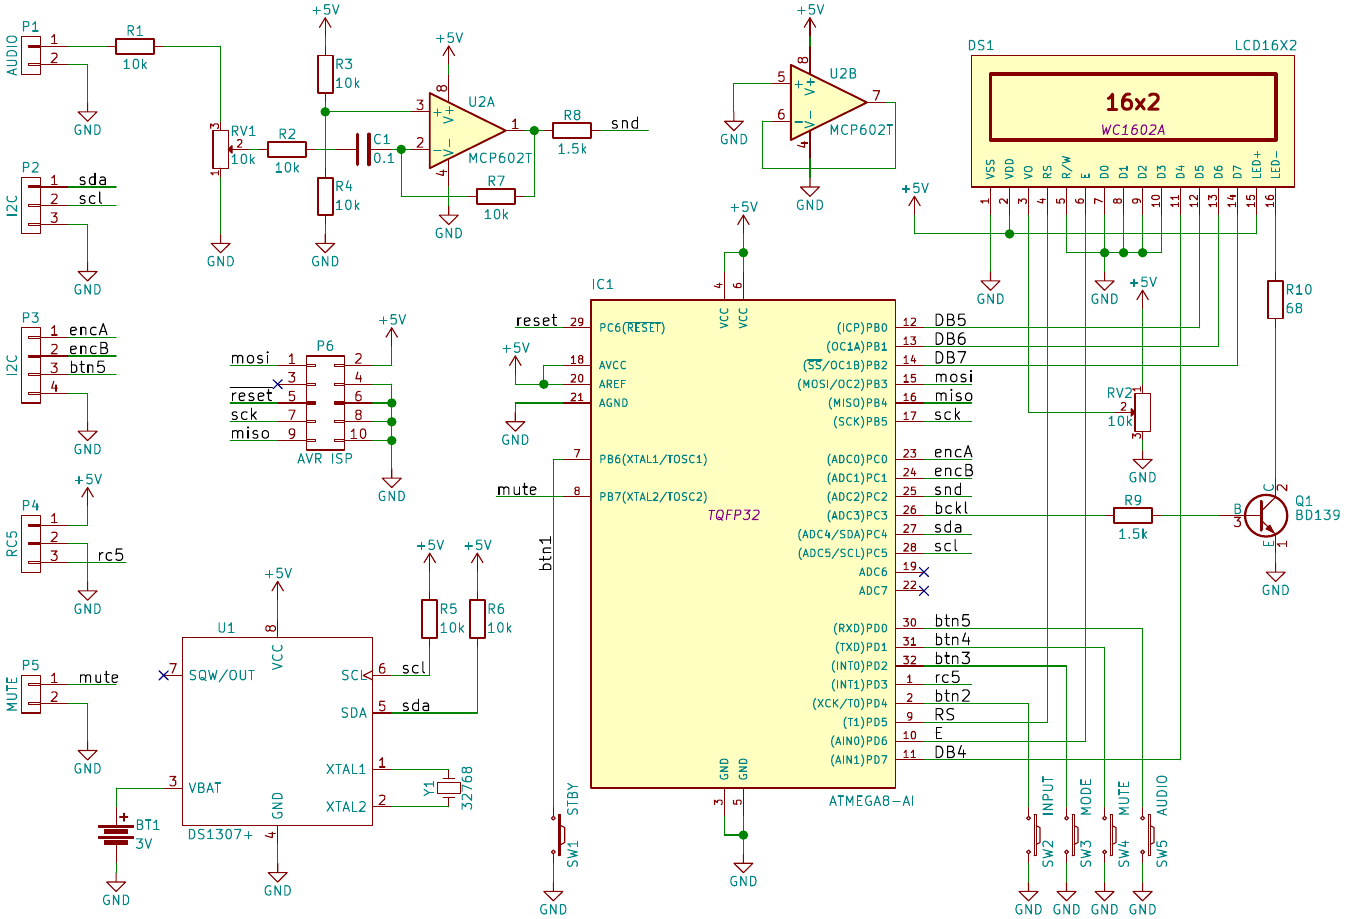 P1
AUDIO
1
2
R1
10k
GND
RV1
10k
3
2
1
GND
R2
10k
+5V
R3
10k
R4
10k
GND
C1
0.1
+5V
8
3
2
4
1
+
V+
−
V-
U2A
MCP602T
GND
R7
10k
R8
1.5k
snd
+5V
8
5
6
4
7
+
V+
−
V-
U2B
MCP602T
GND
GND
DS1
LCD16X2
16x2
WC1602A
VSS
VDD
VO
RS
R/W
E
D0
D1
D2
D3
D4
D5
D6
D7
LED+
LED-
1
2
3
4
5
6
7
8
9
10
11
12
13
14
15
16
+5V
GND
GND
+5V
RV2
10k
1
2
3
GND
R10
68
R9
1.5k
Q1
BD139
B
3
C
2
E
1
GND
P2
I2C
1 sda
2 scl
3
GND
P3
I2C
1 encA
2 encB
3 btn5
4
GND
P4
RC5
+5V
1
2
3 rc5
GND
P5
MUTE
1 mute
2
GND
P6
AVR ISP
+5V
mosi 1
2
3
4
reset 5
6
sck 7
8
miso 9
10
GND
U1
DS1307+
+5V
8
VCC
7 SQW/OUT
SCL 6 scl
SDA 5 sda
XTAL1 1
XTAL2 2
3 VBAT
GND
4
GND
Y1
32768
BT1
3V
+
GND
+5V
R5
10k
+5V
R6
10k
IC1
ATMEGA8-AI
TQFP32
+5V
4
6
VCC
VCC
reset 29 PC6(RESET)
+5V
18 AVCC
20 AREF
21 AGND
GND
7 PB6(XTAL1/TOSC1)
mute 8 PB7(XTAL2/TOSC2)
btn1
(ICP)PB0 12 DB5
(OC1A)PB1 13 DB6
(SS/OC1B)PB2 14 DB7
(MOSI/OC2)PB3 15 mosi
(MISO)PB4 16 miso
(SCK)PB5 17 sck
(ADC0)PC0 23 encA
(ADC1)PC1 24 encB
(ADC2)PC2 25 snd
(ADC3)PC3 26 bckl
(ADC4/SDA)PC4 27 sda
(ADC5/SCL)PC5 28 scl
ADC6 19
ADC7 22
(RXD)PD0 30 btn5
(TXD)PD1 31 btn4
(INT0)PD2 32 btn3
(INT1)PD3 1 rc5
(XCK/T0)PD4 2 btn2
(T1)PD5 9 RS
(AIN0)PD6 10 E
(AIN1)PD7 11 DB4
GND
GND
3
5
GND
SW1
STBY
GND
SW2
INPUT
GND
SW3
MODE
GND
SW4
MUTE
GND
SW5
AUDIO
GND